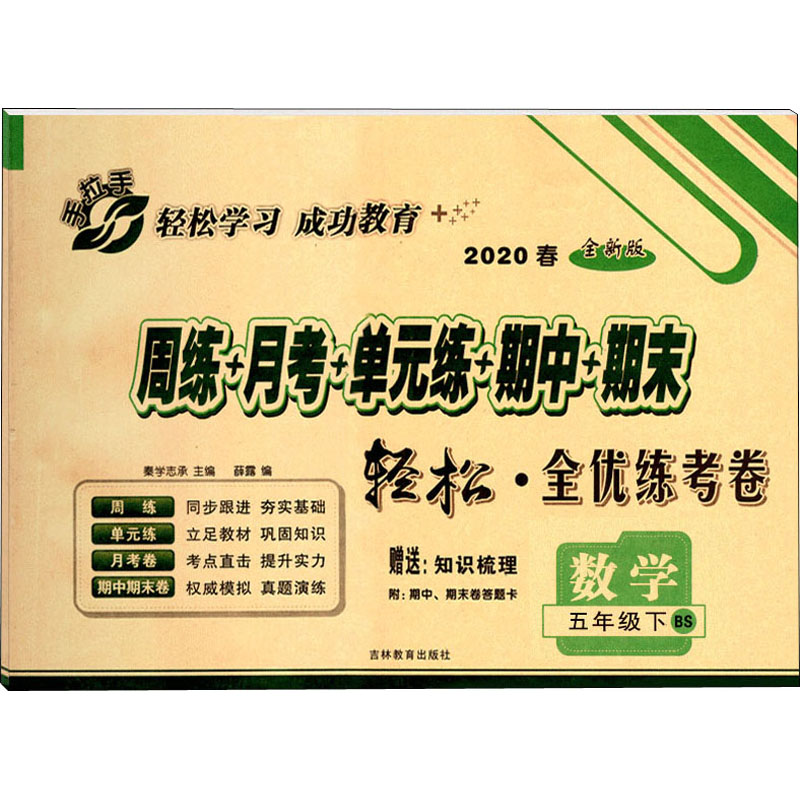 手拉手
轻松学习 成功教育
2020 春 全新版
周练+月考+单元练+期中+期末
轻松·全优练考卷
秦学志承 主编 薛露 编
周 练 同步跟进 夯实基础
单元练 立足教材 巩固知识
月考卷 考点直击 提升实力
期中期末卷 权威模拟 真题演练
赠送：知识梳理
附：期中、期末卷答题卡
数学
五年级下 BS
吉林教育出版社